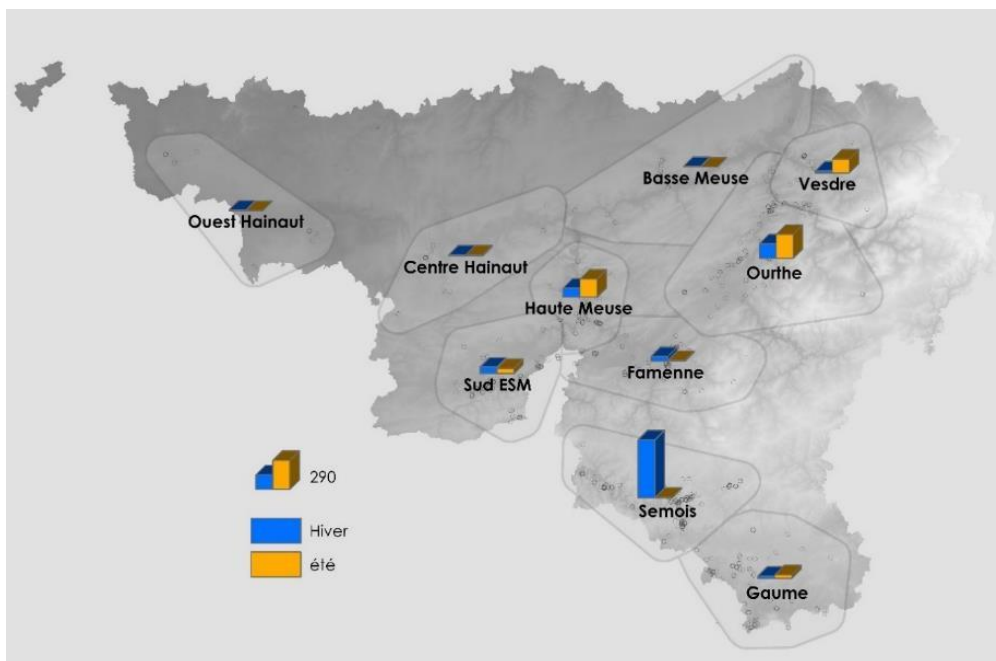 Basse Meuse
Vesdre
Ouest Hainaut
Centre Hainaut
Ourthe
Haute Meuse
Sud ESM
Famenne
290
Semois
Hiver
été
Gaume